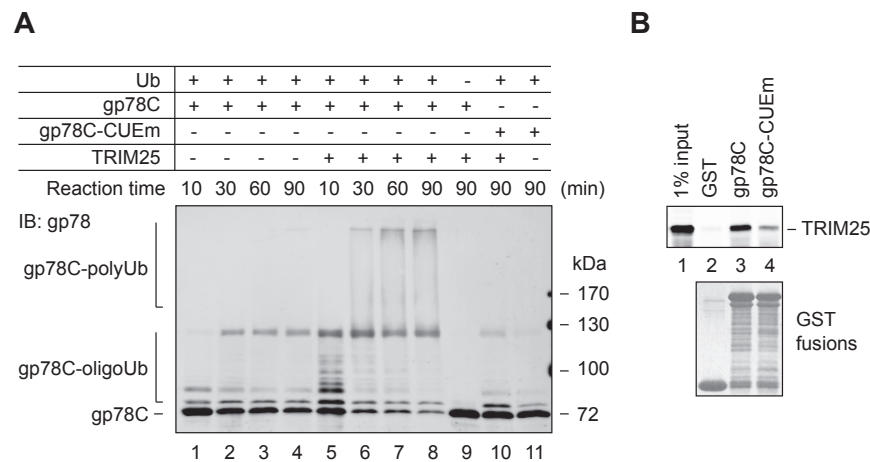 A
Ub + + + + + + + + - + +
gp78C + + + + + + + + + - -
gp78C-CUEm - - - - - - - - - + +
TRIM25 - - - - + + + + + + -
Reaction time 10 30 60 90 10 30 60 90 90 90 90 (min)
IB: gp78
gp78C-polyUb
gp78C-oligoUb
gp78C –
kDa
– 170
– 130
– 100
– 72
1 2 3 4 5 6 7 8 9 10 11
B
1% input
GST
gp78C
gp78C-CUEm
– TRIM25
1 2 3 4
GST
fusions